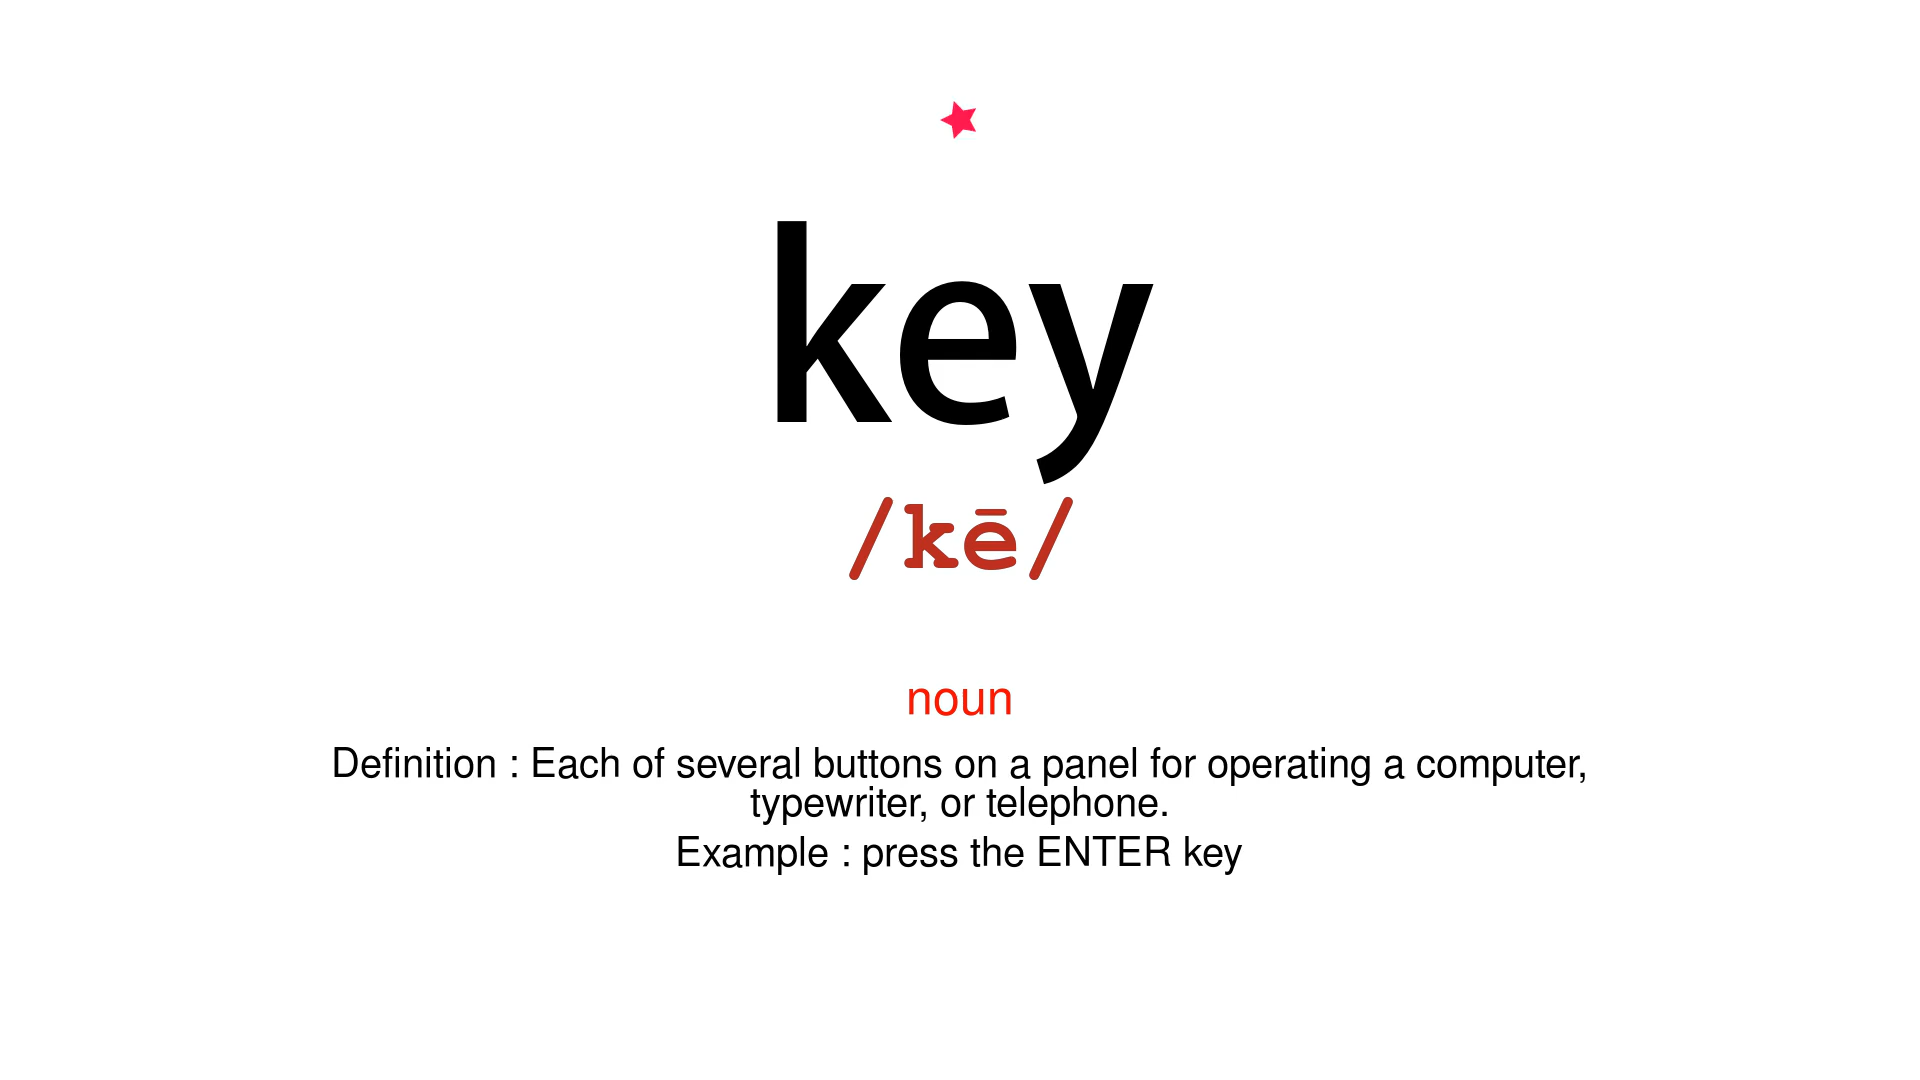 key
/kē/
noun
Definition : Each of several buttons on a panel for operating a computer,
typewriter, or telephone.
Example : press the ENTER key